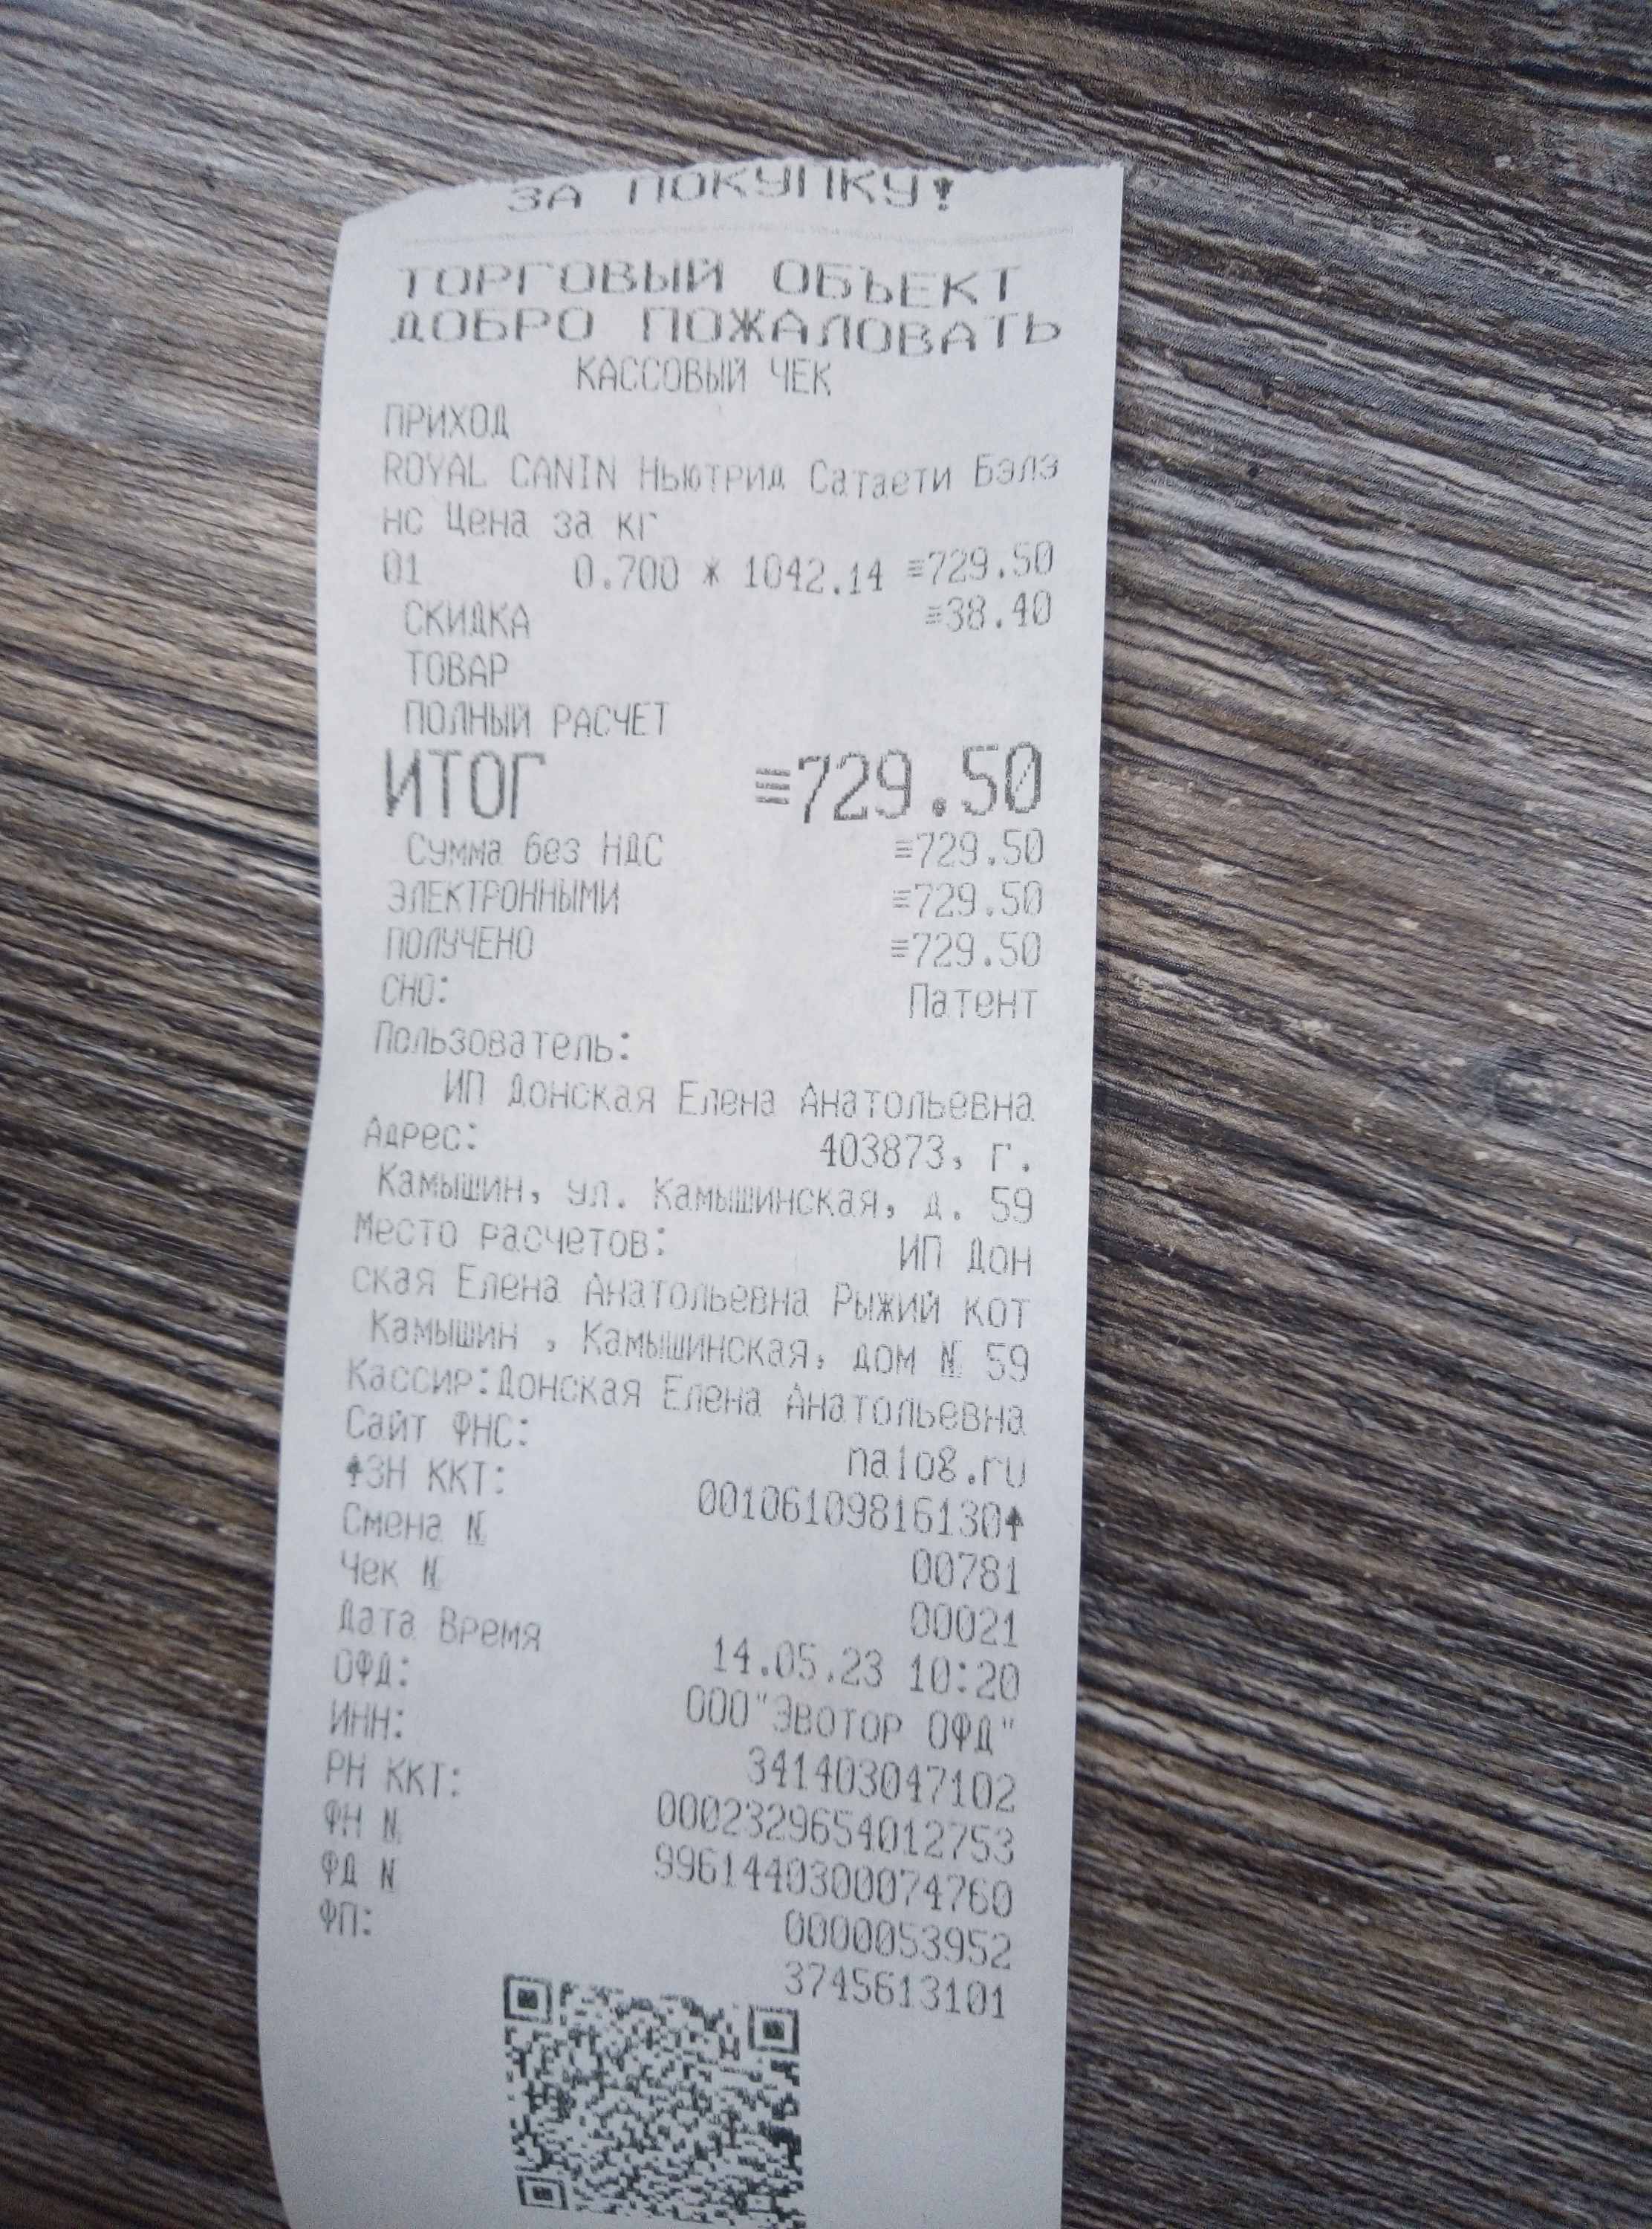 ЗА ПОКУПКУ!
ТОРГОВЫЙ ОБЪЕКТ
ДОБРО ПОЖАЛОВАТЬ
КАССОВЫЙ ЧЕК
ПРИХОД
ROYAL CANIN Ньютрид Сатаети Бэлэ
нс Цена за кг
01 0.700 * 1042.14 ≡729.50
СКИДКА ≡38.40
ТОВАР
ПОЛНЫЙ РАСЧЕТ
ИТОГ ≡729.50
Сумма без НДС ≡729.50
ЭЛЕКТРОННЫМИ ≡729.50
ПОЛУЧЕНО ≡729.50
СНО: Патент
Пользователь:
ИП Донская Елена Анатольевна
Адрес: 403873, г.
Камышин, ул. Камышинская, д. 59
Место расчетов: ИП Дон
ская Елена Анатольевна Рыжий кот
Камышин , Камышинская, дом № 59
Кассир:Донская Елена Анатольевна
Сайт ФНС: nalog.ru
↑ЗН ККТ: 00106109816130↑
Смена № 00781
Чек № 00021
Дата Время 14.05.23 10:20
ОФД: ООО"Эвотор ОФД"
ИНН: 341403047102
РН ККТ: 0002329654012753
ФН № 9961440300074760
ФД N 0000053952
ФП: 3745613101